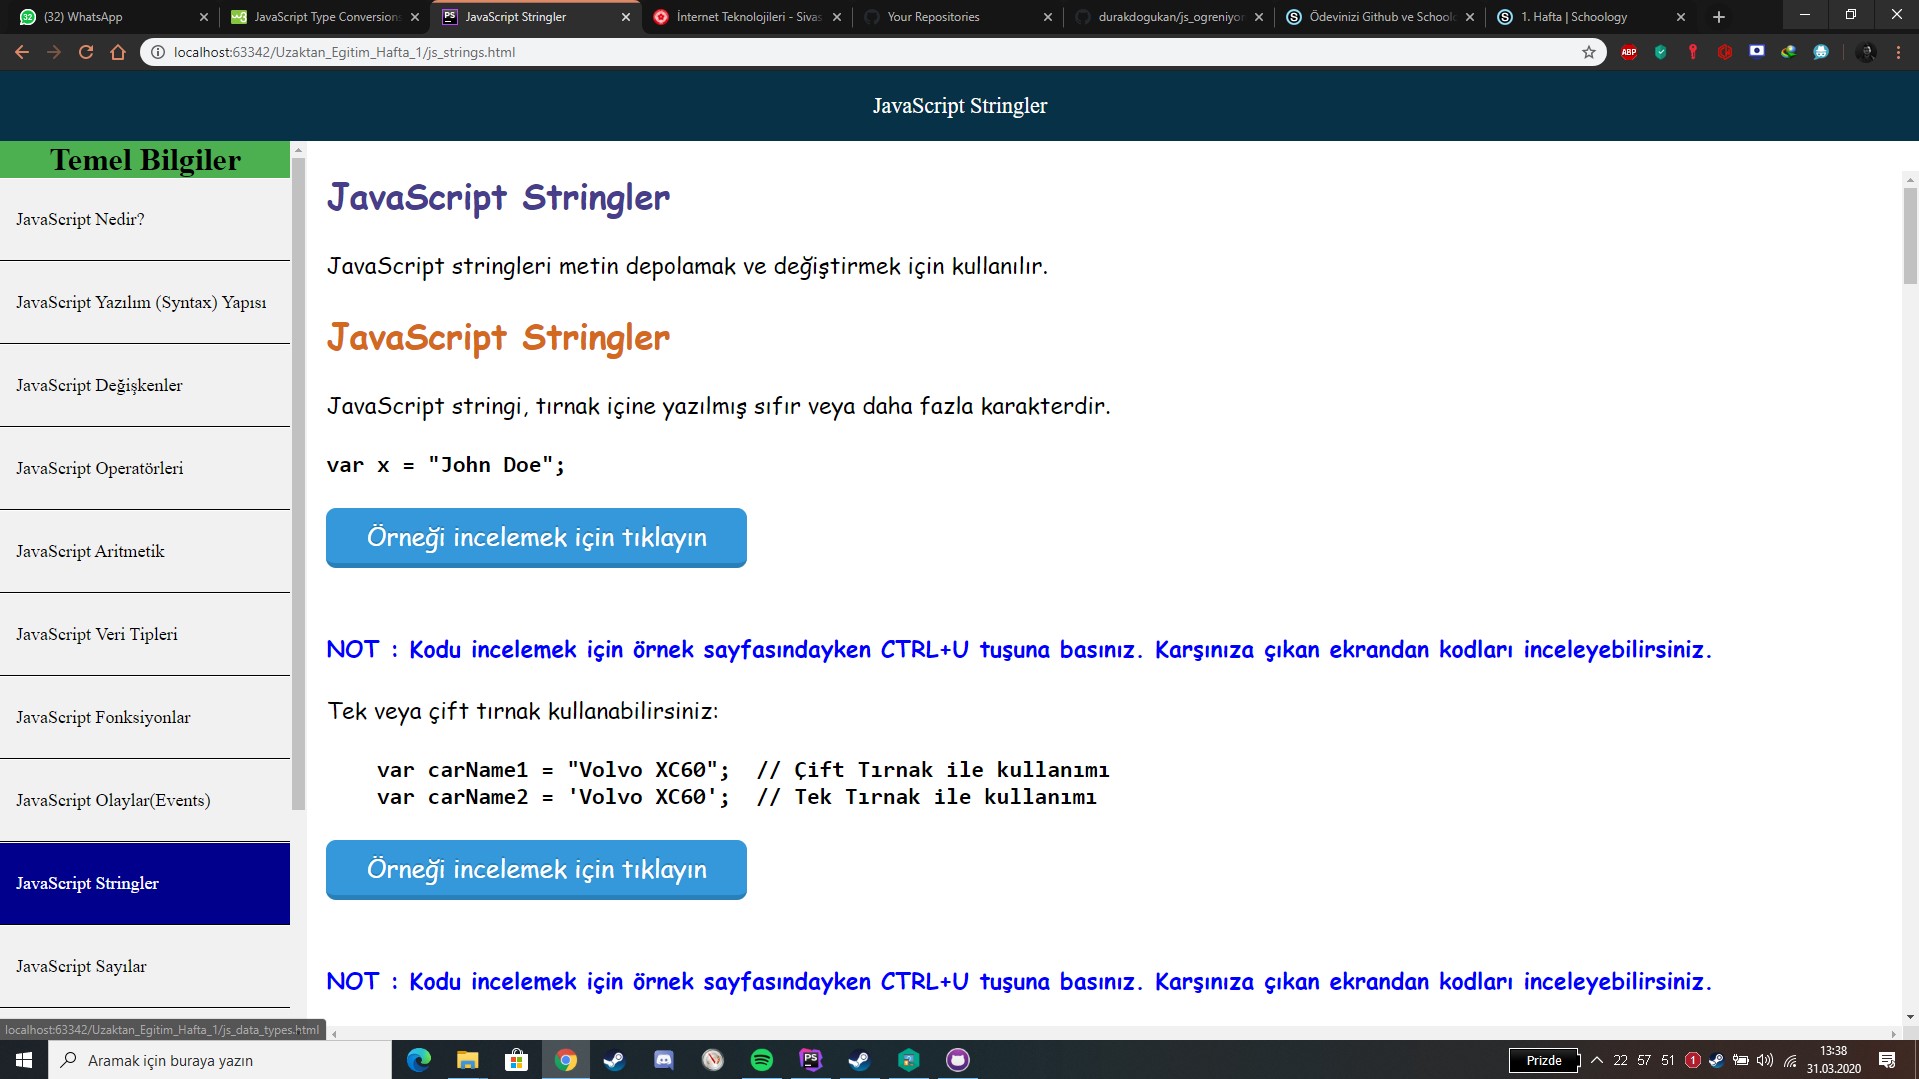 (32) WhatsApp
JavaScript Type Conversions
JavaScript Stringler
İnternet Teknolojileri - Sivas
Your Repositories
durakdogukan/js_ogreniyor
Ödevinizi Github ve Schoolo
1. Hafta | Schoology
localhost:63342/Uzaktan_Egitim_Hafta_1/js_strings.html
ABP
JavaScript Stringler
Temel Bilgiler
JavaScript Nedir?
JavaScript Yazılım (Syntax) Yapısı
JavaScript Değişkenler
JavaScript Operatörleri
JavaScript Aritmetik
JavaScript Veri Tipleri
JavaScript Fonksiyonlar
JavaScript Olaylar(Events)
JavaScript Stringler
JavaScript Sayılar
JavaScript Stringler
JavaScript stringleri metin depolamak ve değiştirmek için kullanılır.
JavaScript Stringler
JavaScript stringi, tırnak içine yazılmış sıfır veya daha fazla karakterdir.
var x = "John Doe";
Örneği incelemek için tıklayın
NOT : Kodu incelemek için örnek sayfasındayken CTRL+U tuşuna basınız. Karşınıza çıkan ekrandan kodları inceleyebilirsiniz.
Tek veya çift tırnak kullanabilirsiniz:
var carName1 = "Volvo XC60";  // Çift Tırnak ile kullanımı
var carName2 = 'Volvo XC60';  // Tek Tırnak ile kullanımı
Örneği incelemek için tıklayın
NOT : Kodu incelemek için örnek sayfasındayken CTRL+U tuşuna basınız. Karşınıza çıkan ekrandan kodları inceleyebilirsiniz.
localhost:63342/Uzaktan_Egitim_Hafta_1/js_data_types.html
Aramak için buraya yazın
Prizde
22 57 51
13:38
31.03.2020